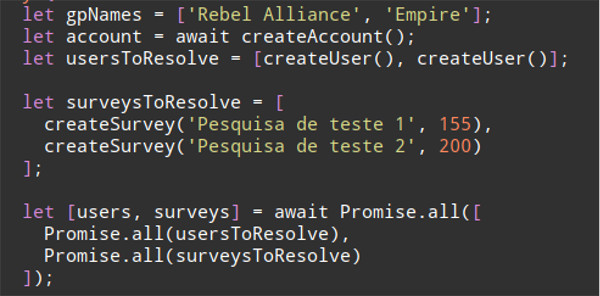 let gpNames = ['Rebel Alliance', 'Empire'];
let account = await createAccount();
let usersToResolve = [createUser(), createUser()];

let surveysToResolve = [
  createSurvey('Pesquisa de teste 1', 155),
  createSurvey('Pesquisa de teste 2', 200)
];

let [users, surveys] = await Promise.all([
  Promise.all(usersToResolve),
  Promise.all(surveysToResolve)
]);